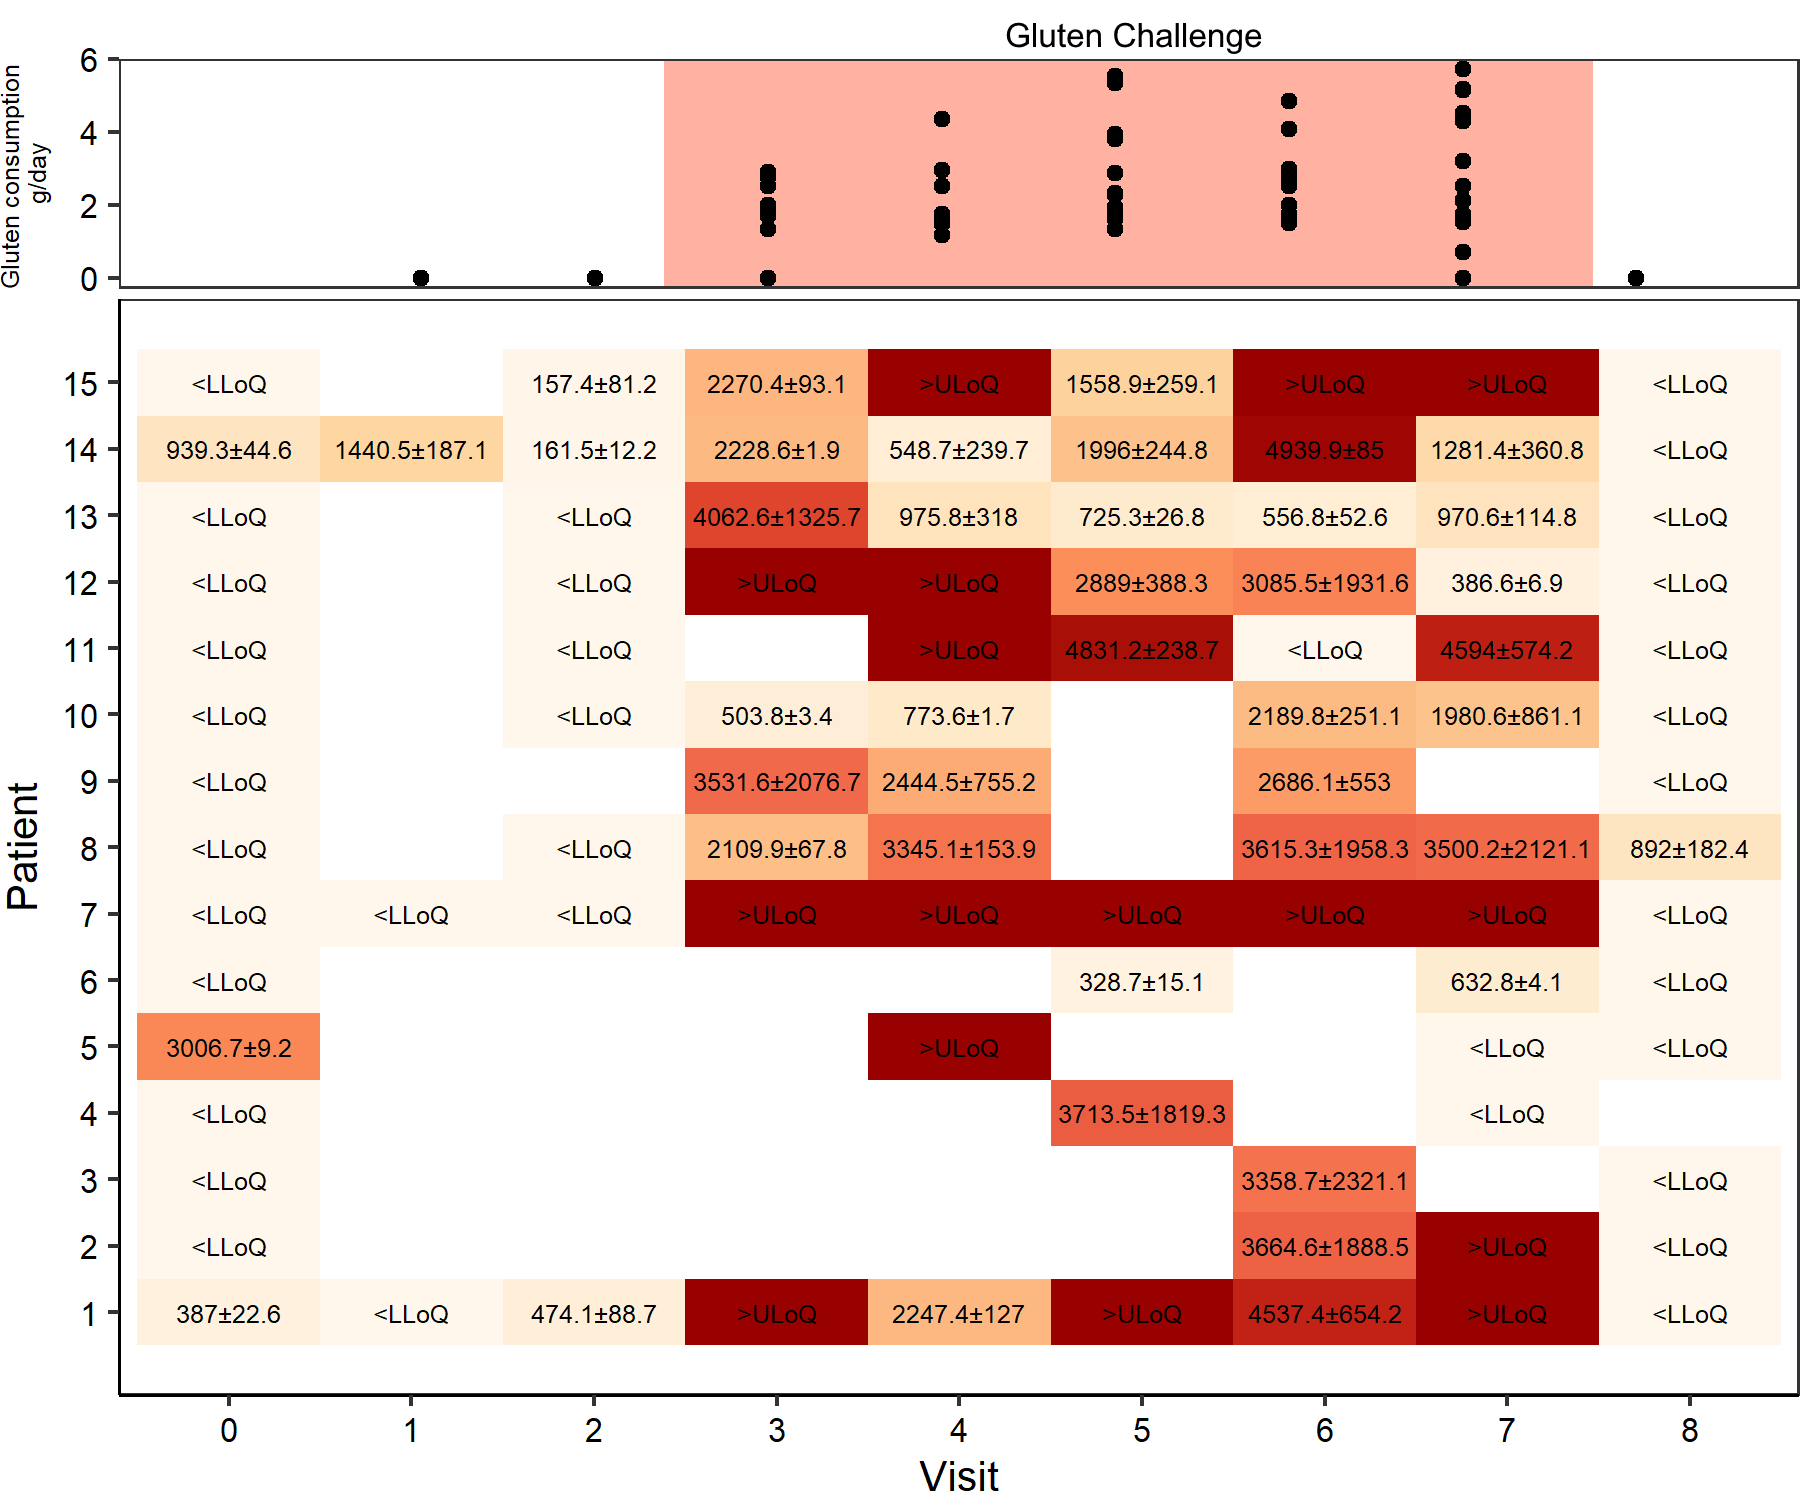 Gluten Challenge
Gluten consumption
g/day
6
4
2
0
15 <LLoQ 157.4±81.2 2270.4±93.1 >ULoQ 1558.9±259.1 >ULoQ >ULoQ <LLoQ
14 939.3±44.6 1440.5±187.1 161.5±12.2 2228.6±1.9 548.7±239.7 1996±244.8 4939.9±85 1281.4±360.8 <LLoQ
13 <LLoQ <LLoQ 4062.6±1325.7 975.8±318 725.3±26.8 556.8±52.6 970.6±114.8 <LLoQ
12 <LLoQ <LLoQ >ULoQ >ULoQ 2889±388.3 3085.5±1931.6 386.6±6.9 <LLoQ
11 <LLoQ <LLoQ >ULoQ 4831.2±238.7 <LLoQ 4594±574.2 <LLoQ
10 <LLoQ <LLoQ 503.8±3.4 773.6±1.7 2189.8±251.1 1980.6±861.1 <LLoQ
9 <LLoQ 3531.6±2076.7 2444.5±755.2 2686.1±553 <LLoQ
8 <LLoQ <LLoQ 2109.9±67.8 3345.1±153.9 3615.3±1958.3 3500.2±2121.1 892±182.4
7 <LLoQ <LLoQ <LLoQ >ULoQ >ULoQ >ULoQ >ULoQ >ULoQ <LLoQ
6 <LLoQ 328.7±15.1 632.8±4.1 <LLoQ
5 3006.7±9.2 >ULoQ <LLoQ <LLoQ
4 <LLoQ 3713.5±1819.3 <LLoQ
3 <LLoQ 3358.7±2321.1 <LLoQ
2 <LLoQ 3664.6±1888.5 >ULoQ <LLoQ
1 387±22.6 <LLoQ 474.1±88.7 >ULoQ 2247.4±127 >ULoQ 4537.4±654.2 >ULoQ <LLoQ
Patient
0 1 2 3 4 5 6 7 8
Visit